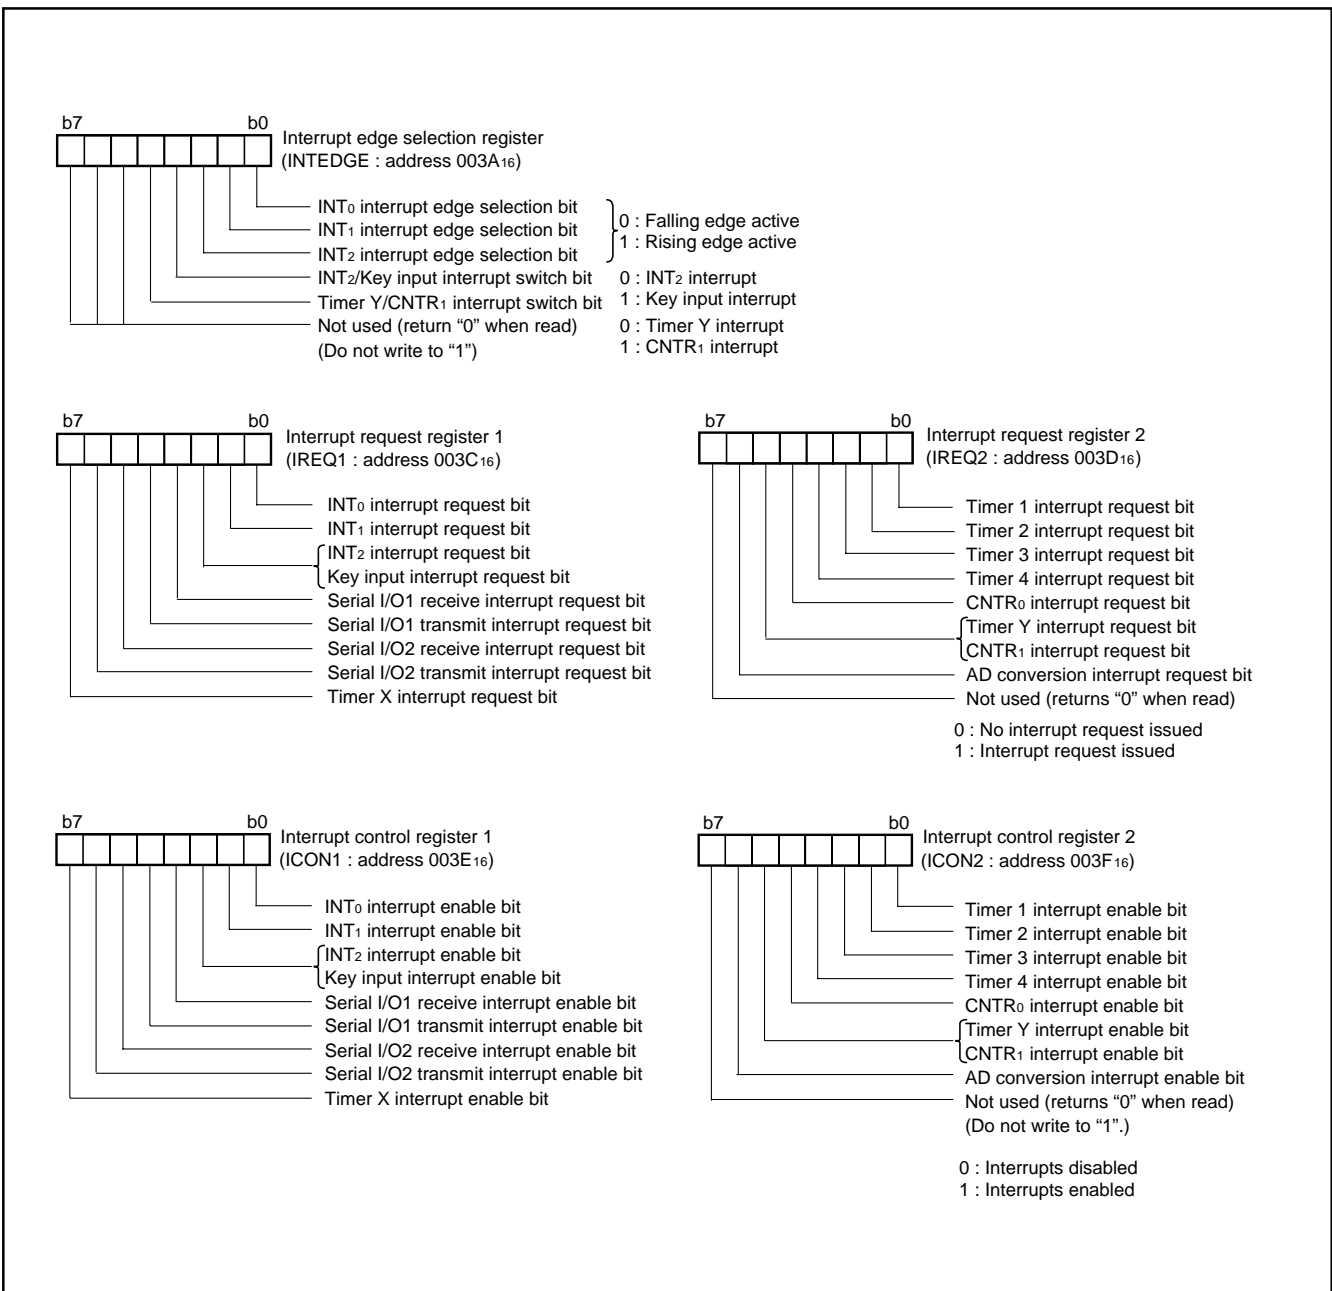 b7 b0
Interrupt edge selection register
(INTEDGE : address 003A16)
INT0 interrupt edge selection bit
INT1 interrupt edge selection bit
INT2 interrupt edge selection bit
0 : Falling edge active
1 : Rising edge active
INT2/Key input interrupt switch bit
0 : INT2 interrupt
1 : Key input interrupt
Timer Y/CNTR1 interrupt switch bit
0 : Timer Y interrupt
1 : CNTR1 interrupt
Not used (return “0” when read)
(Do not write to “1”)
b7 b0
Interrupt request register 1
(IREQ1 : address 003C16)
INT0 interrupt request bit
INT1 interrupt request bit
INT2 interrupt request bit
Key input interrupt request bit
Serial I/O1 receive interrupt request bit
Serial I/O1 transmit interrupt request bit
Serial I/O2 receive interrupt request bit
Serial I/O2 transmit interrupt request bit
Timer X interrupt request bit
b7 b0
Interrupt request register 2
(IREQ2 : address 003D16)
Timer 1 interrupt request bit
Timer 2 interrupt request bit
Timer 3 interrupt request bit
Timer 4 interrupt request bit
CNTR0 interrupt request bit
Timer Y interrupt request bit
CNTR1 interrupt request bit
AD conversion interrupt request bit
Not used (returns “0” when read)
0 : No interrupt request issued
1 : Interrupt request issued
b7 b0
Interrupt control register 1
(ICON1 : address 003E16)
INT0 interrupt enable bit
INT1 interrupt enable bit
INT2 interrupt enable bit
Key input interrupt enable bit
Serial I/O1 receive interrupt enable bit
Serial I/O1 transmit interrupt enable bit
Serial I/O2 receive interrupt enable bit
Serial I/O2 transmit interrupt enable bit
Timer X interrupt enable bit
b7 b0
Interrupt control register 2
(ICON2 : address 003F16)
Timer 1 interrupt enable bit
Timer 2 interrupt enable bit
Timer 3 interrupt enable bit
Timer 4 interrupt enable bit
CNTR0 interrupt enable bit
Timer Y interrupt enable bit
CNTR1 interrupt enable bit
AD conversion interrupt enable bit
Not used (returns “0” when read)
(Do not write to “1”.)
0 : Interrupts disabled
1 : Interrupts enabled